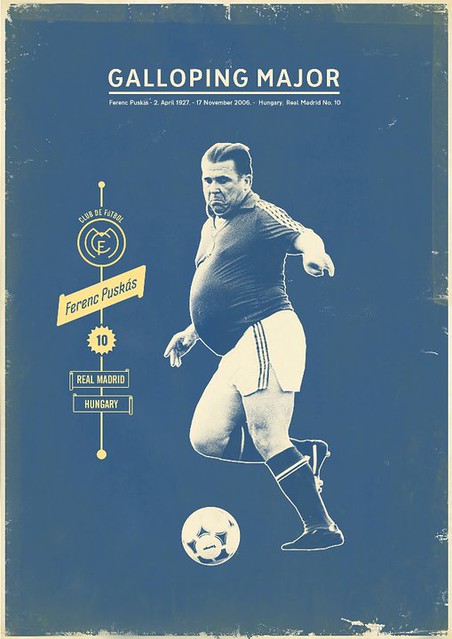 GALLOPING MAJOR
Ferenc Puskás - 2. April 1927. - 17 November 2006. - Hungary, Real Madrid No. 10
CLUB DE FÚTBOL
Ferenc Puskás
10
REAL MADRID
HUNGARY